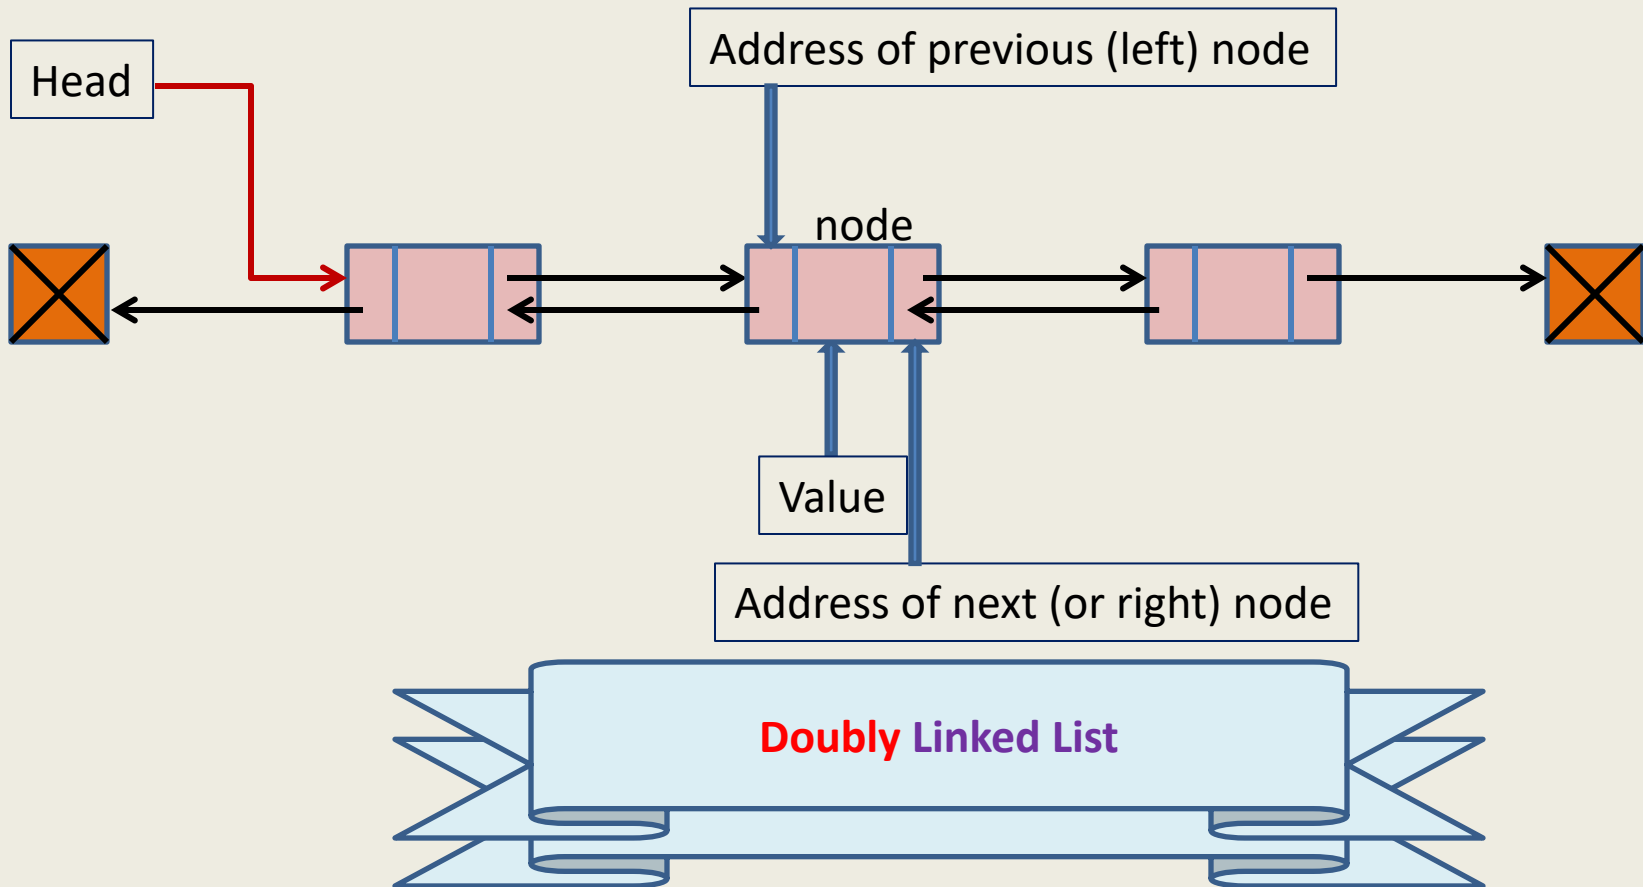 Address of previous (left) node
Head
node
Value
Address of next (or right) node
Doubly Linked List